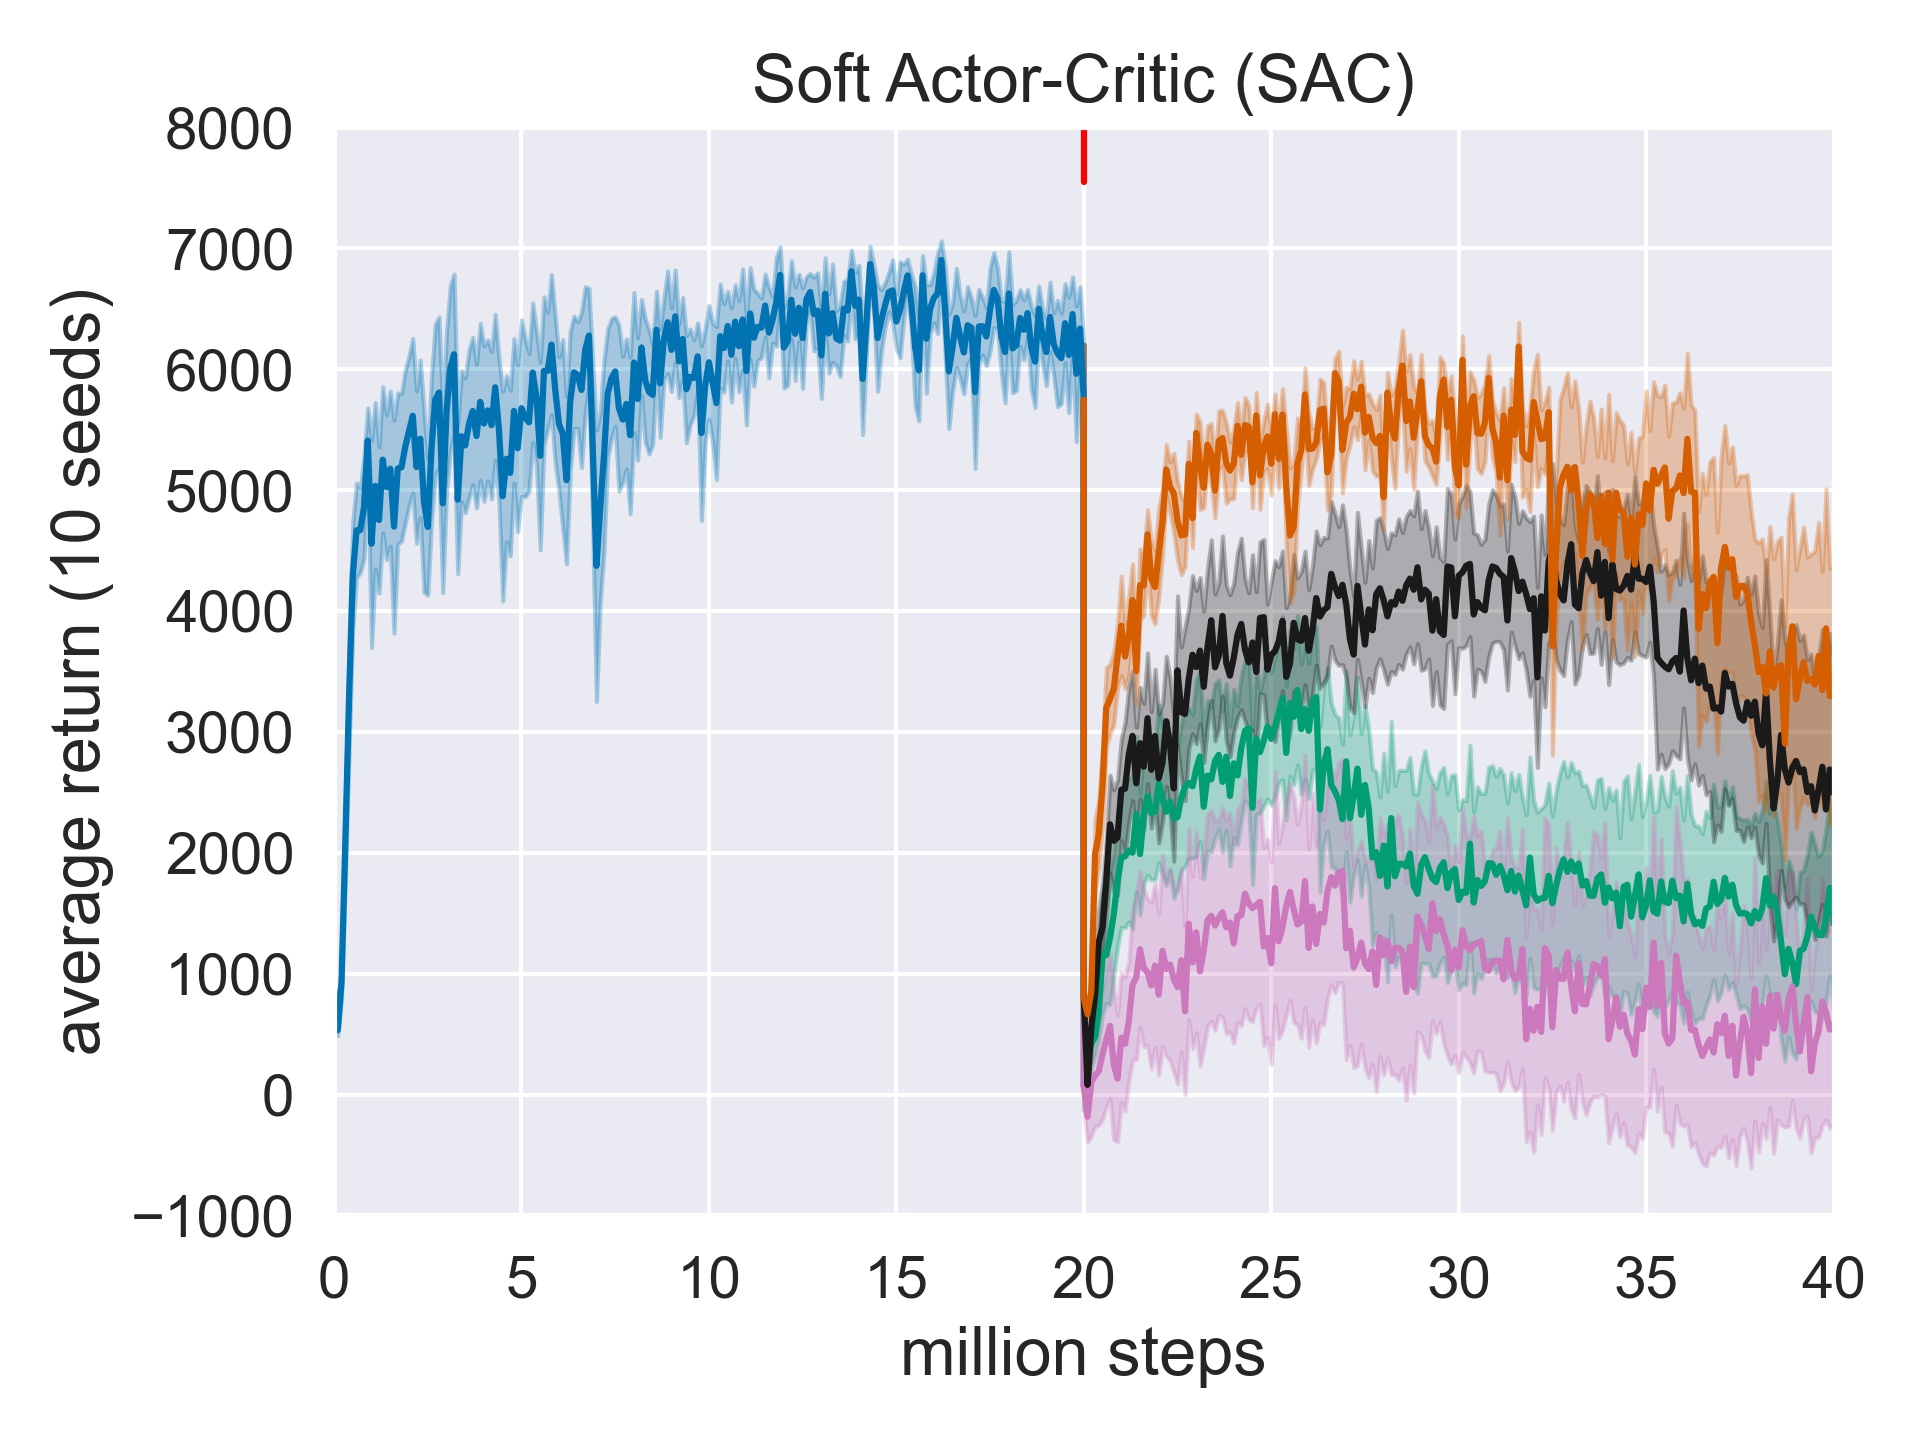 Soft Actor-Critic (SAC)
8000
7000
6000
5000
4000
3000
2000
1000
0
−1000
average return (10 seeds)
0 5 10 15 20 25 30 35 40
million steps